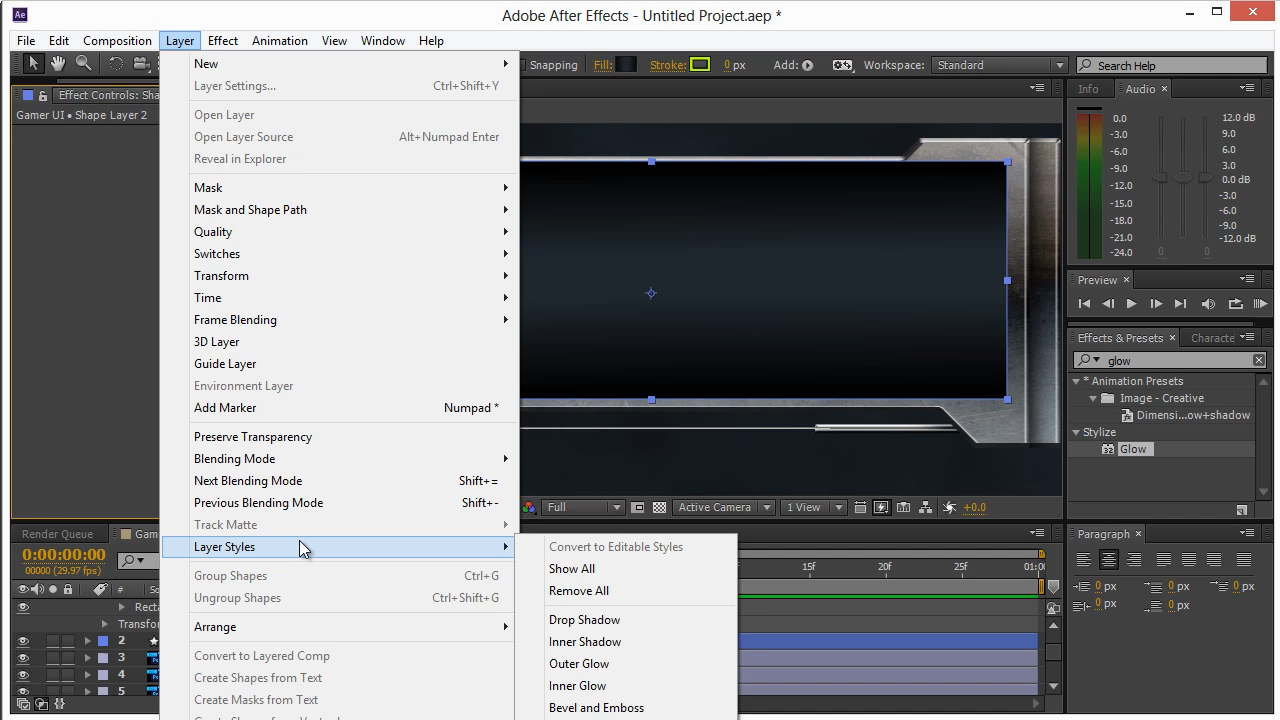 Ae
Adobe After Effects - Untitled Project.aep *
File Edit Composition Layer Effect Animation View Window Help
Snapping Fill: Stroke: 0 px Add: Workspace: Standard Search Help
Effect Controls: Sha
Gamer UI • Shape Layer 2
New
Layer Settings... Ctrl+Shift+Y
Open Layer
Open Layer Source Alt+Numpad Enter
Reveal in Explorer
Mask
Mask and Shape Path
Quality
Switches
Transform
Time
Frame Blending
3D Layer
Guide Layer
Environment Layer
Add Marker Numpad *
Preserve Transparency
Blending Mode
Next Blending Mode Shift+=
Previous Blending Mode Shift+-
Track Matte
Layer Styles
Group Shapes Ctrl+G
Ungroup Shapes Ctrl+Shift+G
Arrange
Convert to Layered Comp
Create Shapes from Text
Create Masks from Text
Convert to Editable Styles
Show All
Remove All
Drop Shadow
Inner Shadow
Outer Glow
Inner Glow
Bevel and Emboss
Info Audio
0.0 12.0 dB
-3.0 9.0
-6.0 6.0
-9.0 3.0
-12.0 0.0 dB
-15.0 -3.0
-18.0 -6.0
-21.0 -9.0
-24.0 -12.0 dB
0 0
Preview
Effects & Presets Characte
glow
* Animation Presets
Image - Creative
Dimensi...ow+shadow
Stylize
32 Glow
Full Active Camera 1 View +0.0
Render Queue Gam
0:00:00:00
00000 (29.97 fps)
# So
Recta
Transform
2
3
4
5
15f 20f 25f 01:00
Paragraph
0 px 0 px 0 px
0 px 0 px